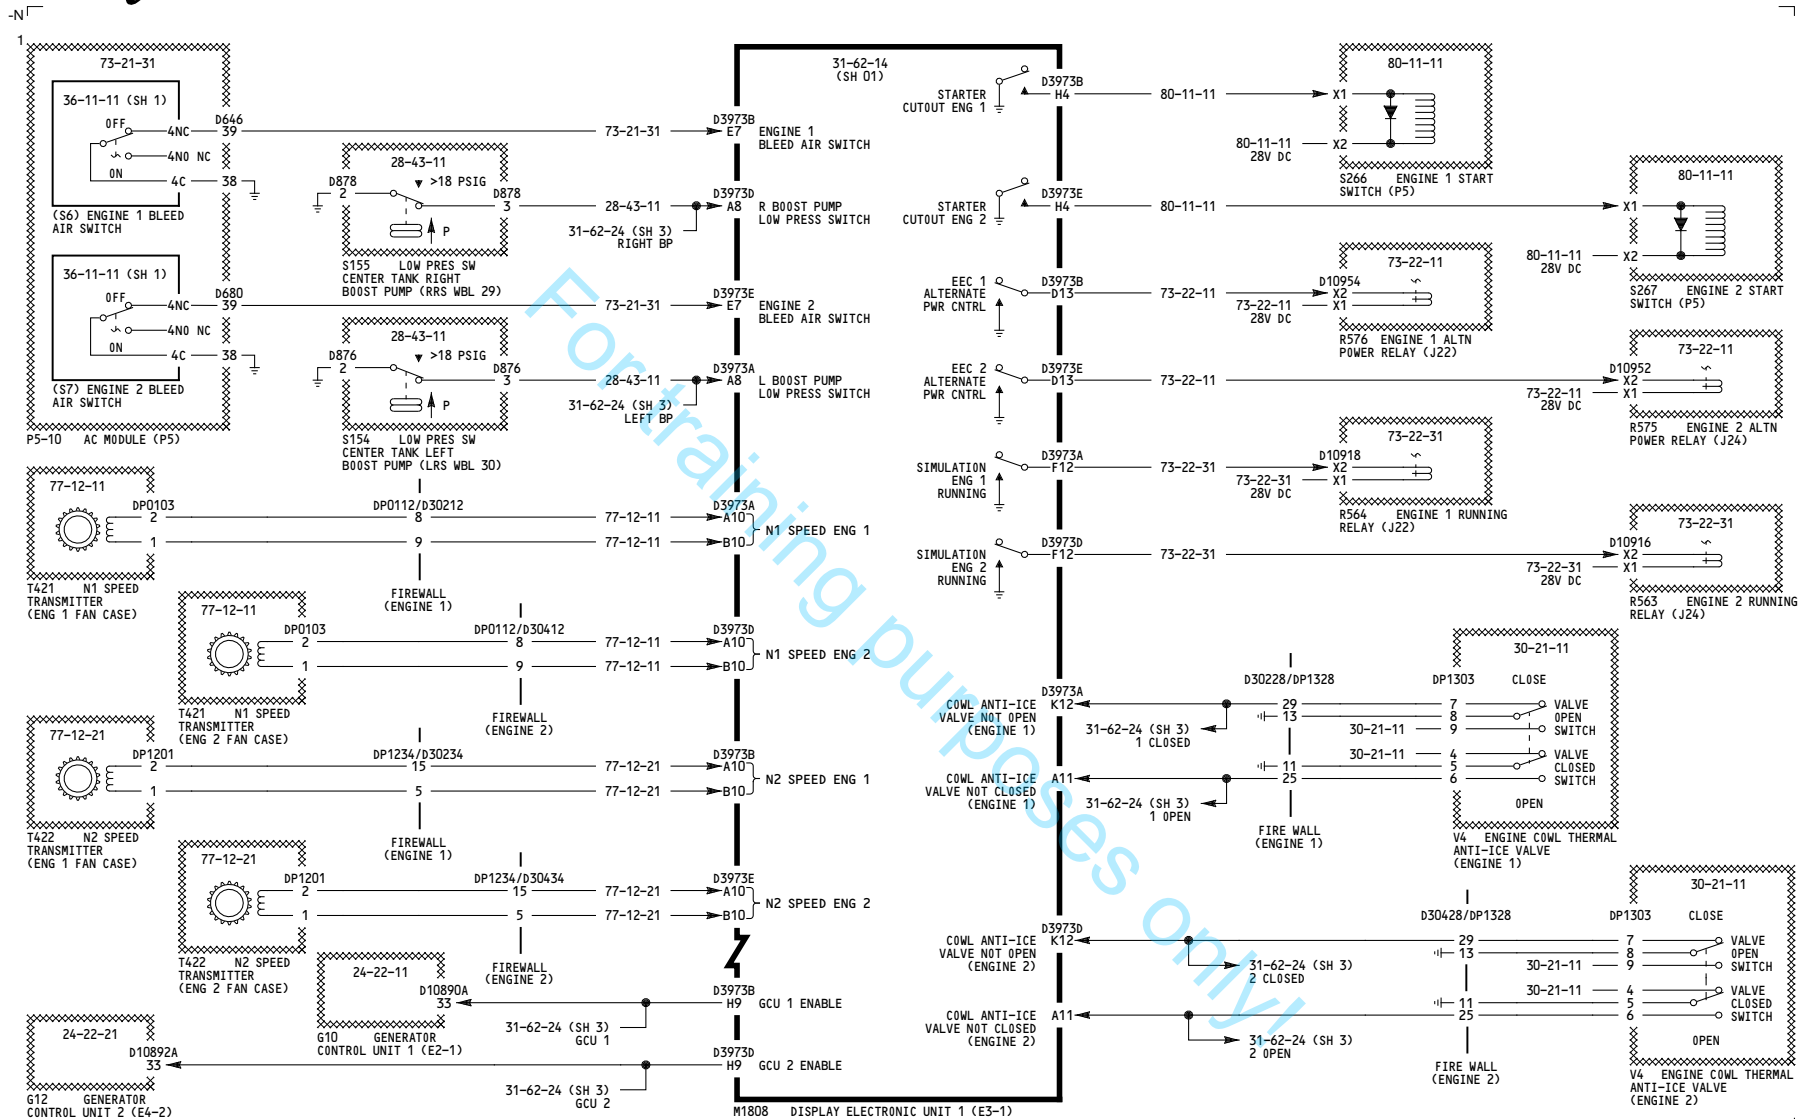 -N
1
73-21-31
36-11-11 (SH 1)
OFF
4NC
D646
39
4NO NC
ON
4C
38
(S6) ENGINE 1 BLEED
AIR SWITCH
36-11-11 (SH 1)
OFF
4NC
D680
39
4NO NC
ON
4C
38
(S7) ENGINE 2 BLEED
AIR SWITCH
P5-10 AC MODULE (P5)
73-21-31
28-43-11
>18 PSIG
D878
2
D878
3
P
S155 LOW PRES SW
CENTER TANK RIGHT
BOOST PUMP (RRS WBL 29)
28-43-11
31-62-24 (SH 3)
RIGHT BP
73-21-31
28-43-11
>18 PSIG
D876
2
D876
3
P
S154 LOW PRES SW
CENTER TANK LEFT
BOOST PUMP (LRS WBL 30)
28-43-11
31-62-24 (SH 3)
LEFT BP
77-12-11
DP0103
2
1
T421 N1 SPEED
TRANSMITTER
(ENG 1 FAN CASE)
DP0112/D30212
8
9
FIREWALL
(ENGINE 1)
77-12-11
77-12-11
77-12-11
DP0103
2
1
T421 N1 SPEED
TRANSMITTER
(ENG 2 FAN CASE)
DP0112/D30412
8
9
FIREWALL
(ENGINE 2)
77-12-11
77-12-11
77-12-21
DP1201
2
1
T422 N2 SPEED
TRANSMITTER
(ENG 1 FAN CASE)
DP1234/D30234
15
5
FIREWALL
(ENGINE 1)
77-12-21
77-12-21
77-12-21
DP1201
2
1
T422 N2 SPEED
TRANSMITTER
(ENG 2 FAN CASE)
DP1234/D30434
15
5
FIREWALL
(ENGINE 2)
77-12-21
77-12-21
24-22-11
D10890A
33
G10 GENERATOR
CONTROL UNIT 1 (E2-1)
31-62-24 (SH 3)
GCU 1
24-22-21
D10892A
33
G12 GENERATOR
CONTROL UNIT 2 (E4-2)
31-62-24 (SH 3)
GCU 2
31-62-14
(SH 01)
D3973B
E7 ENGINE 1
BLEED AIR SWITCH
D3973D
A8 R BOOST PUMP
LOW PRESS SWITCH
D3973E
E7 ENGINE 2
BLEED AIR SWITCH
D3973A
A8 L BOOST PUMP
LOW PRESS SWITCH
D3973A
A10
B10
N1 SPEED ENG 1
D3973D
A10
B10
N1 SPEED ENG 2
D3973B
A10
B10
N2 SPEED ENG 1
D3973E
A10
B10
N2 SPEED ENG 2
D3973B
H9 GCU 1 ENABLE
D3973D
H9 GCU 2 ENABLE
M1808 DISPLAY ELECTRONIC UNIT 1 (E3-1)
STARTER
CUTOUT ENG 1
D3973B
H4
80-11-11
80-11-11
X1
X2
80-11-11
28V DC
S266 ENGINE 1 START
SWITCH (P5)
STARTER
CUTOUT ENG 2
D3973E
H4
80-11-11
80-11-11
X1
X2
80-11-11
28V DC
S267 ENGINE 2 START
SWITCH (P5)
EEC 1
ALTERNATE
PWR CNTRL
D3973B
D13
73-22-11
73-22-11
D10954
X2
X1
73-22-11
28V DC
R576 ENGINE 1 ALTN
POWER RELAY (J22)
EEC 2
ALTERNATE
PWR CNTRL
D3973E
D13
73-22-11
73-22-11
D10952
X2
X1
73-22-11
28V DC
R575 ENGINE 2 ALTN
POWER RELAY (J24)
SIMULATION
ENG 1
RUNNING
D3973A
F12
73-22-31
73-22-31
D10918
X2
X1
73-22-31
28V DC
R564 ENGINE 1 RUNNING
RELAY (J22)
SIMULATION
ENG 2
RUNNING
D3973D
F12
73-22-31
73-22-31
D10916
X2
X1
73-22-31
28V DC
R563 ENGINE 2 RUNNING
RELAY (J24)
COWL ANTI-ICE
VALVE NOT OPEN
(ENGINE 1)
D3973A
K12
31-62-24 (SH 3)
1 CLOSED
COWL ANTI-ICE
VALVE NOT CLOSED
(ENGINE 1)
A11
31-62-24 (SH 3)
1 OPEN
D30228/DP1328
29
13
11
25
FIRE WALL
(ENGINE 1)
30-21-11
30-21-11
30-21-11
DP1303
7
8
9
4
5
6
CLOSE
VALVE
OPEN
SWITCH
VALVE
CLOSED
SWITCH
OPEN
V4 ENGINE COWL THERMAL
ANTI-ICE VALVE
(ENGINE 1)
COWL ANTI-ICE
VALVE NOT OPEN
(ENGINE 2)
D3973D
K12
31-62-24 (SH 3)
2 CLOSED
COWL ANTI-ICE
VALVE NOT CLOSED
(ENGINE 2)
A11
31-62-24 (SH 3)
2 OPEN
D30428/DP1328
29
13
11
25
FIRE WALL
(ENGINE 2)
30-21-11
30-21-11
30-21-11
DP1303
7
8
9
4
5
6
CLOSE
VALVE
OPEN
SWITCH
VALVE
CLOSED
SWITCH
OPEN
V4 ENGINE COWL THERMAL
ANTI-ICE VALVE
(ENGINE 2)
For training purposes only!